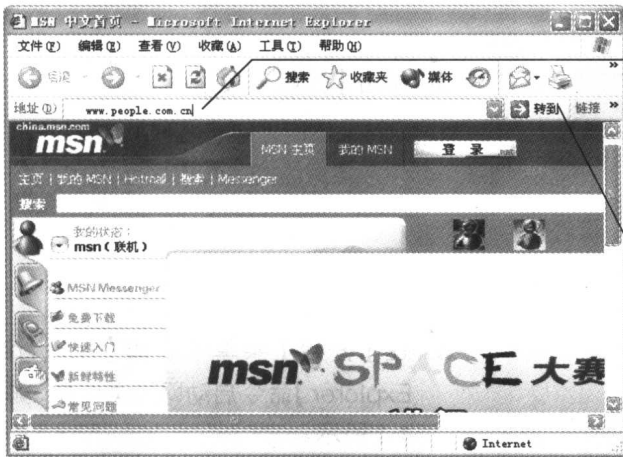 MSN 中文首页 - Microsoft Internet Explorer
文件(F) 编辑(E) 查看(V) 收藏(A) 工具(T) 帮助(H)
后退 搜索 收藏夹 媒体 »
地址(D) www.people.com.cn 转到 链接 »
china.msn.com
msn MSN 主页 我的 MSN 登录 .net
主页 | 我的 MSN | Hotmail | 搜索 | Messenger
搜索
我的状态：
msn（联机）
MSN Messenger
免费下载
快速入门
新鲜特性
常见问题
msn SPACE 大赛
Internet